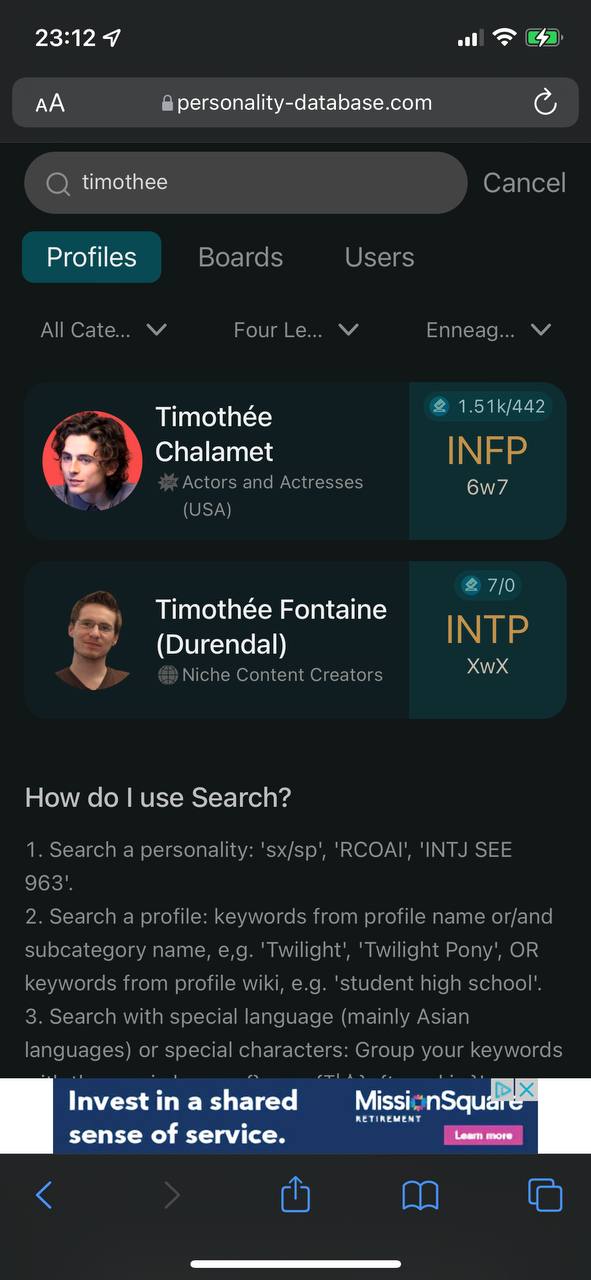 23:12
AA personality-database.com
timothee
Cancel
Profiles Boards Users
All Cate... Four Le... Enneag...
Timothée
Chalamet
Actors and Actresses
(USA)
1.51k/442
INFP
6w7
Timothée Fontaine
(Durendal)
Niche Content Creators
7/0
INTP
XwX
How do I use Search?
1. Search a personality: 'sx/sp', 'RCOAI', 'INTJ SEE
963'.
2. Search a profile: keywords from profile name or/and
subcategory name, e,g. 'Twilight', 'Twilight Pony', OR
keywords from profile wiki, e.g. 'student high school'.
3. Search with special language (mainly Asian
languages) or special characters: Group your keywords
Invest in a shared
sense of service.
MissionSquare
RETIREMENT
Learn more